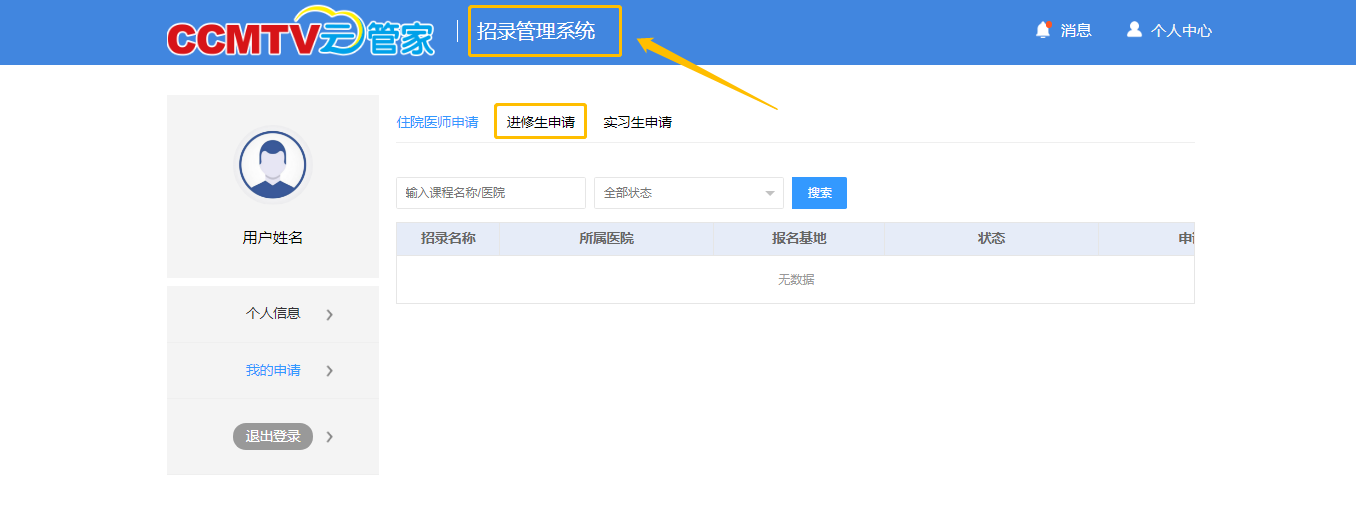 CCMTV云管家 招录管理系统 消息 个人中心
住院医师申请 进修生申请 实习生申请
输入课程名称/医院 全部状态 搜索
用户姓名
招录名称 所属医院 报名基地 状态 申
无数据
个人信息
我的申请
退出登录